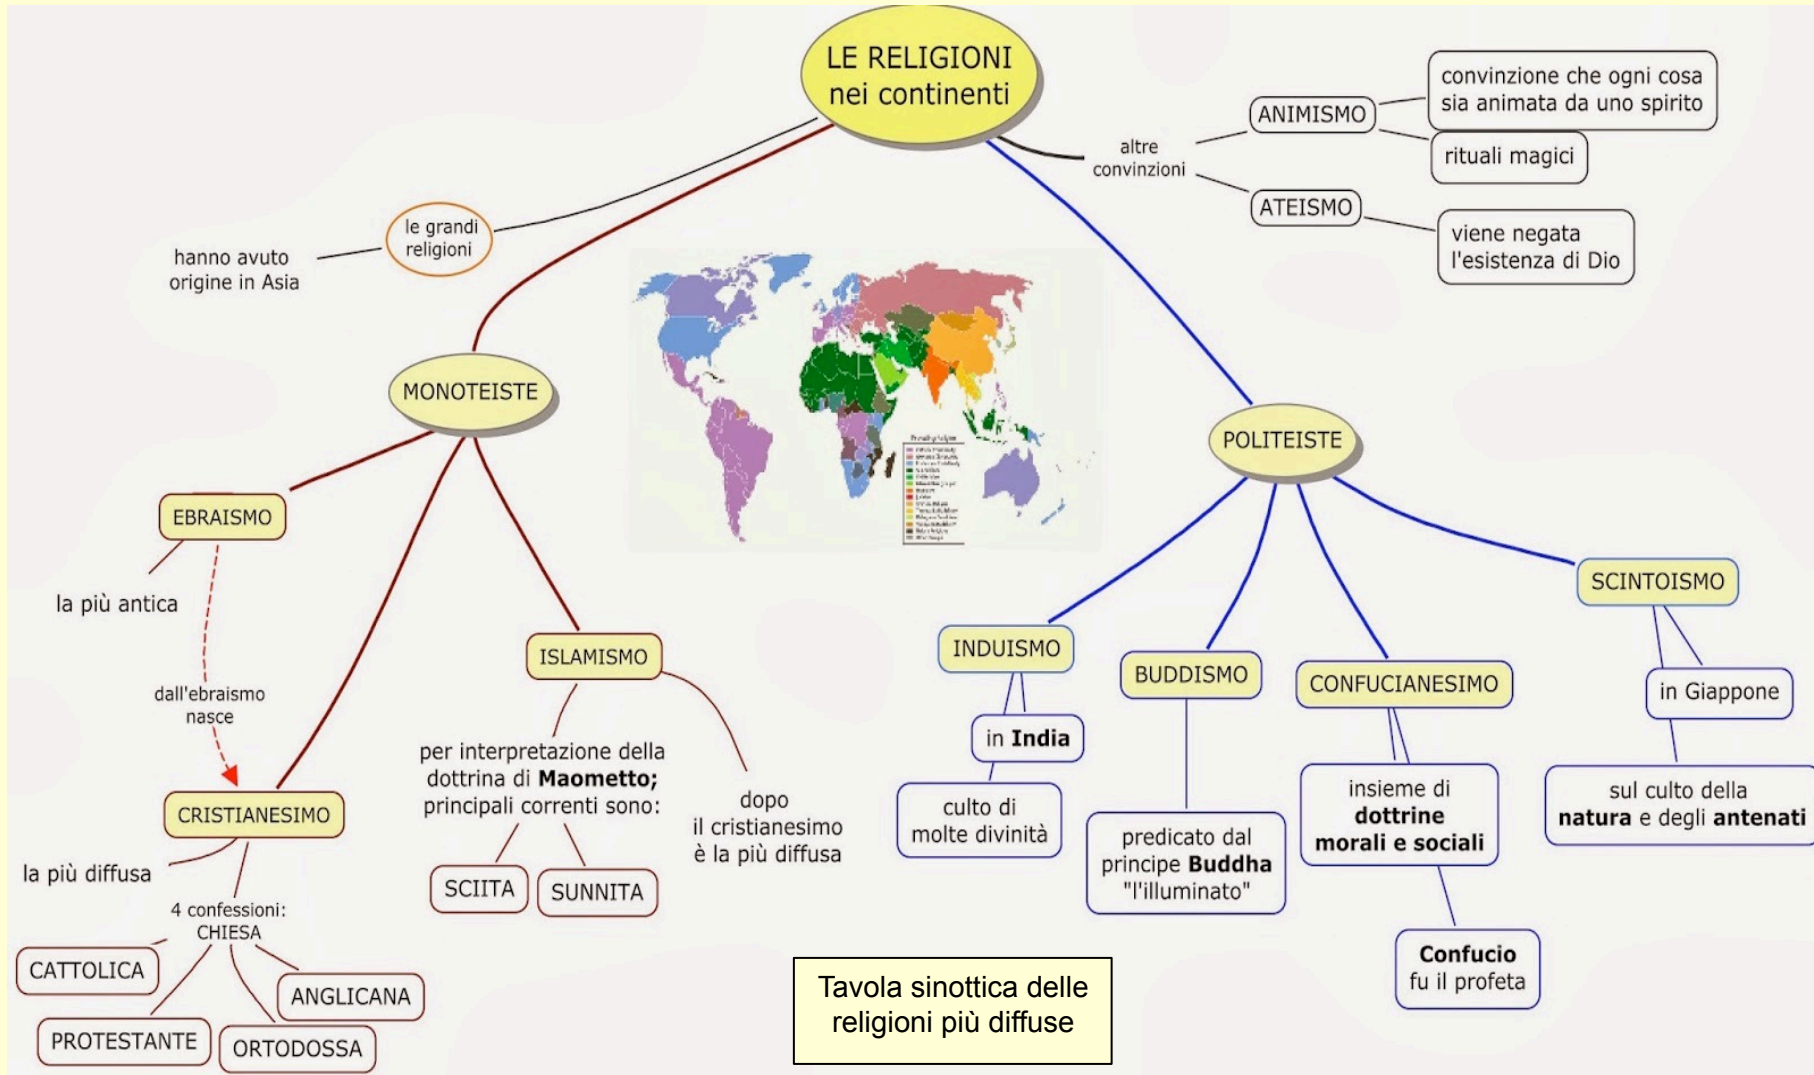 LE RELIGIONI
nei continenti
altre
convinzioni
ANIMISMO
convinzione che ogni cosa
sia animata da uno spirito
rituali magici
ATEISMO
viene negata
l'esistenza di Dio
le grandi
religioni
hanno avuto
origine in Asia
MONOTEISTE
EBRAISMO
la più antica
dall'ebraismo
nasce
CRISTIANESIMO
la più diffusa
4 confessioni:
CHIESA
CATTOLICA
PROTESTANTE
ORTODOSSA
ANGLICANA
ISLAMISMO
per interpretazione della
dottrina di Maometto;
principali correnti sono:
SCIITA
SUNNITA
dopo
il cristianesimo
è la più diffusa
POLITEISTE
INDUISMO
in India
culto di
molte divinità
BUDDISMO
predicato dal
principe Buddha
"l'illuminato"
CONFUCIANESIMO
insieme di
dottrine
morali e sociali
Confucio
fu il profeta
SCINTOISMO
in Giappone
sul culto della
natura e degli antenati
Tavola sinottica delle
religioni più diffuse